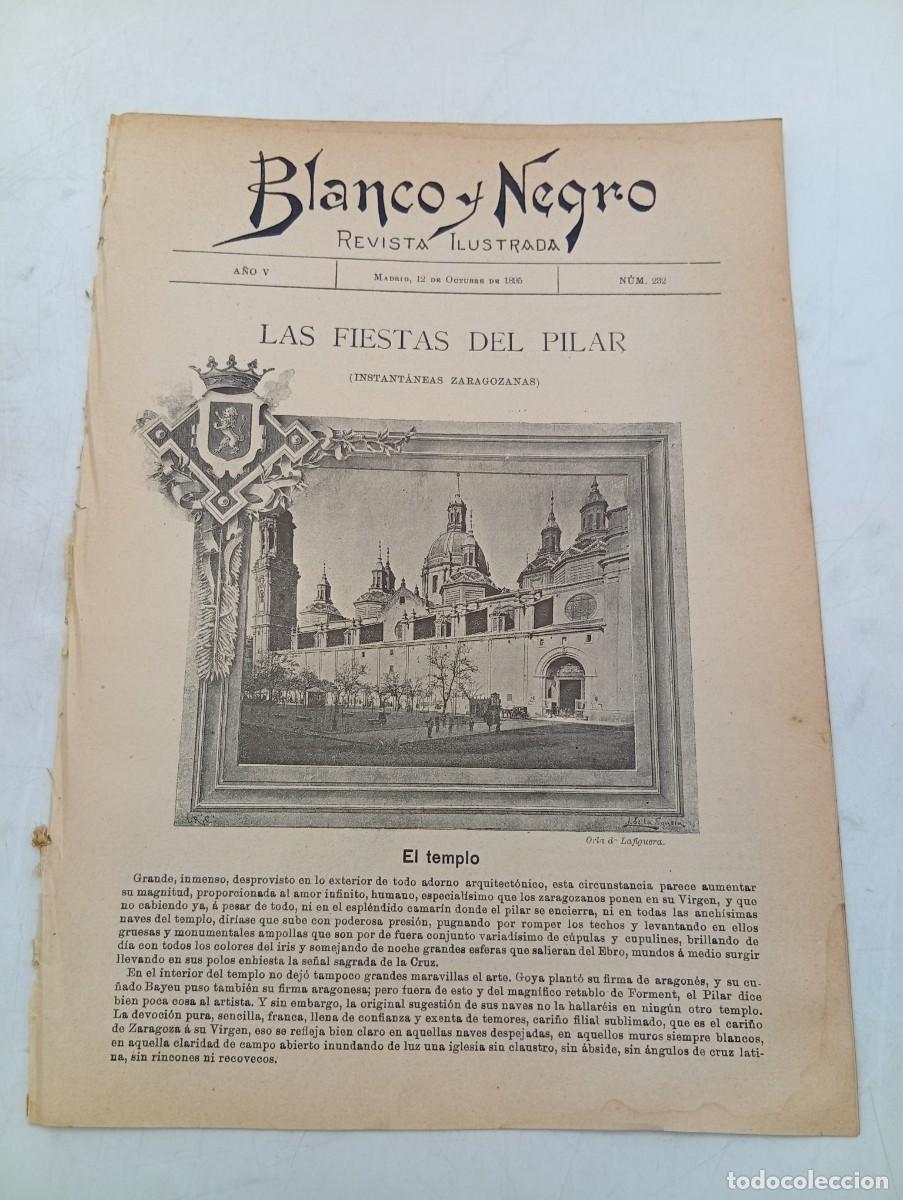 Blanco y Negro
REVISTA ILUSTRADA
AÑO V
MADRID, 12 DE OCTUBRE DE 1895
NÚM. 232
LAS FIESTAS DEL PILAR
(INSTANTÁNEAS ZARAGOZANAS)
Orla de Lafiguera.
El templo
Grande, inmenso, desprovisto en lo exterior de todo adorno arquitectónico, esta circunstancia parece aumentar
su magnitud, proporcionada al amor infinito, humano, especialísimo que los zaragozanos ponen en su Virgen, y que
no cabiendo ya, á pesar de todo, ni en el espléndido camarín donde el pilar se encierra, ni en todas las anchísimas
naves del templo, diríase que sube con poderosa presión, pugnando por romper los techos y levantando en ellos
gruesas y monumentales ampollas que son por de fuera conjunto variadísimo de cúpulas y cupulines, brillando de
día con todos los colores del iris y semejando de noche grandes esferas que salieran del Ebro, mundos á medio surgir
llevando en sus polos enhiesta la señal sagrada de la Cruz.
En el interior del templo no dejó tampoco grandes maravillas el arte. Goya plantó su firma de aragonés, y su cu-
ñado Bayeu puso también su firma aragonesa; pero fuera de esto y del magnífico retablo de Forment, el Pilar dice
bien poca cosa al artista. Y sin embargo, la original sugestión de sus naves no la hallaréis en ningún otro templo.
La devoción pura, sencilla, franca, llena de confianza y exenta de temores, cariño filial sublimado, que es el cariño
de Zaragoza á su Virgen, eso se refleja bien claro en aquellas naves despejadas, en aquellos muros siempre blancos,
en aquella claridad de campo abierto inundando de luz una iglesia sin claustro, sin ábside, sin ángulos de cruz lati-
na, sin rincones ni recovecos.
todocoleccion